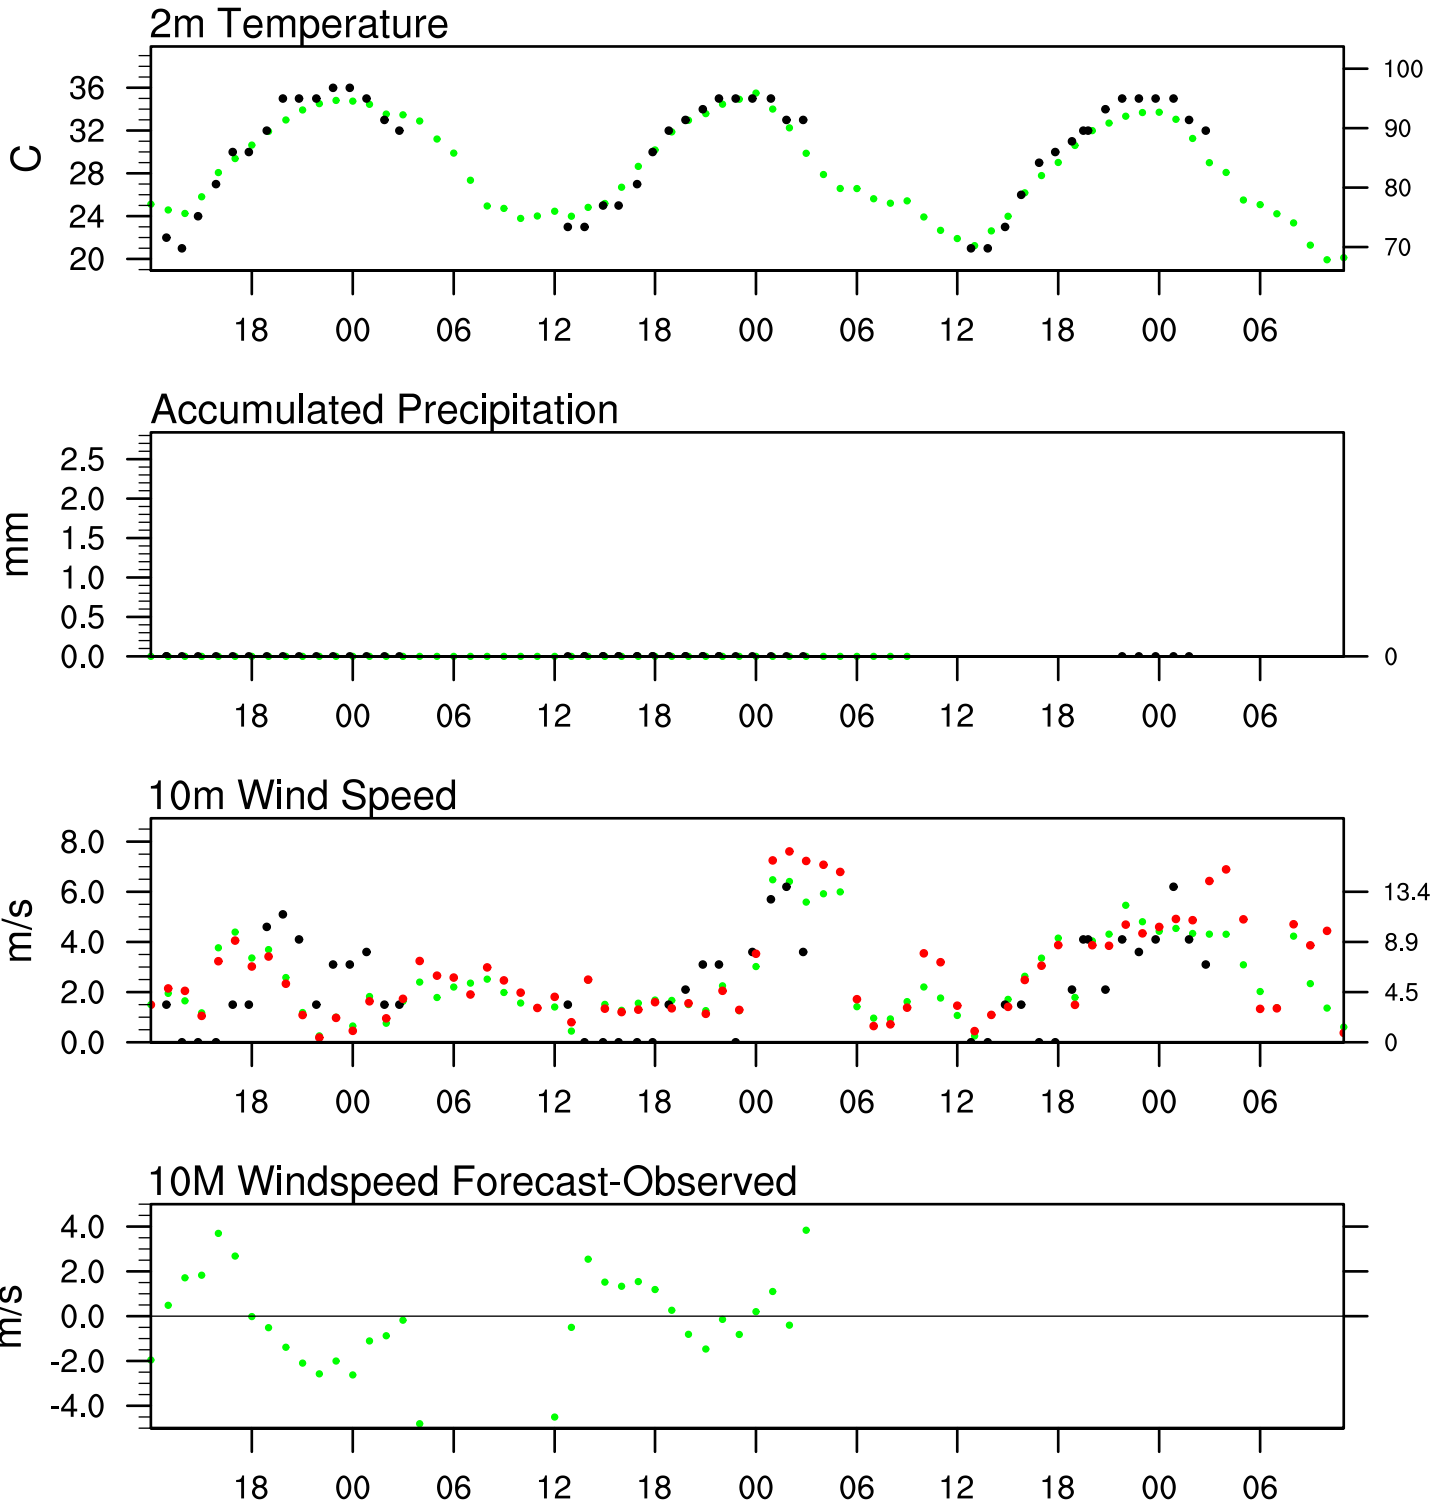 2m Temperature
36
32
28
24
20
C
100
90
80
70
18 00 06 12 18 00 06 12 18 00 06
Accumulated Precipitation
2.5
2.0
1.5
1.0
0.5
0.0
mm
0
18 00 06 12 18 00 06 12 18 00 06
10m Wind Speed
8.0
6.0
4.0
2.0
0.0
m/s
13.4
8.9
4.5
0
18 00 06 12 18 00 06 12 18 00 06
10M Windspeed Forecast-Observed
4.0
2.0
0.0
-2.0
-4.0
m/s
18 00 06 12 18 00 06 12 18 00 06